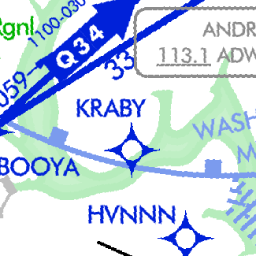 Rgnl
1100-030
Q34
059
33
ANDR
113.1 ADW
KRABY
WASH
M
BOOYA
HVNNN